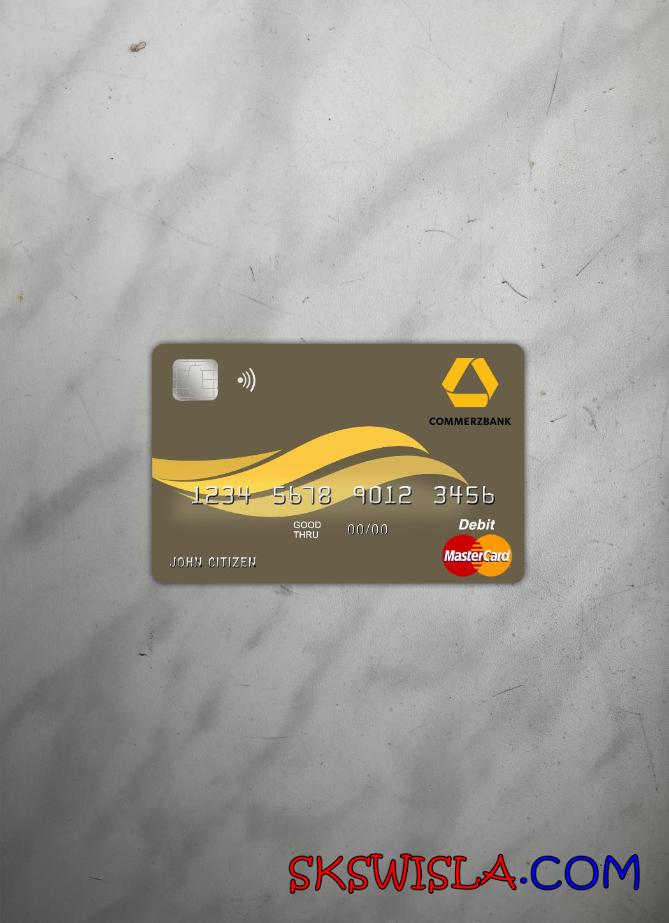 COMMERZBANK
1234 5678 9012 3456
GOOD
THRU 00/00
Debit
MasterCard
JOHN CITIZEN
SKSWISLA.COM